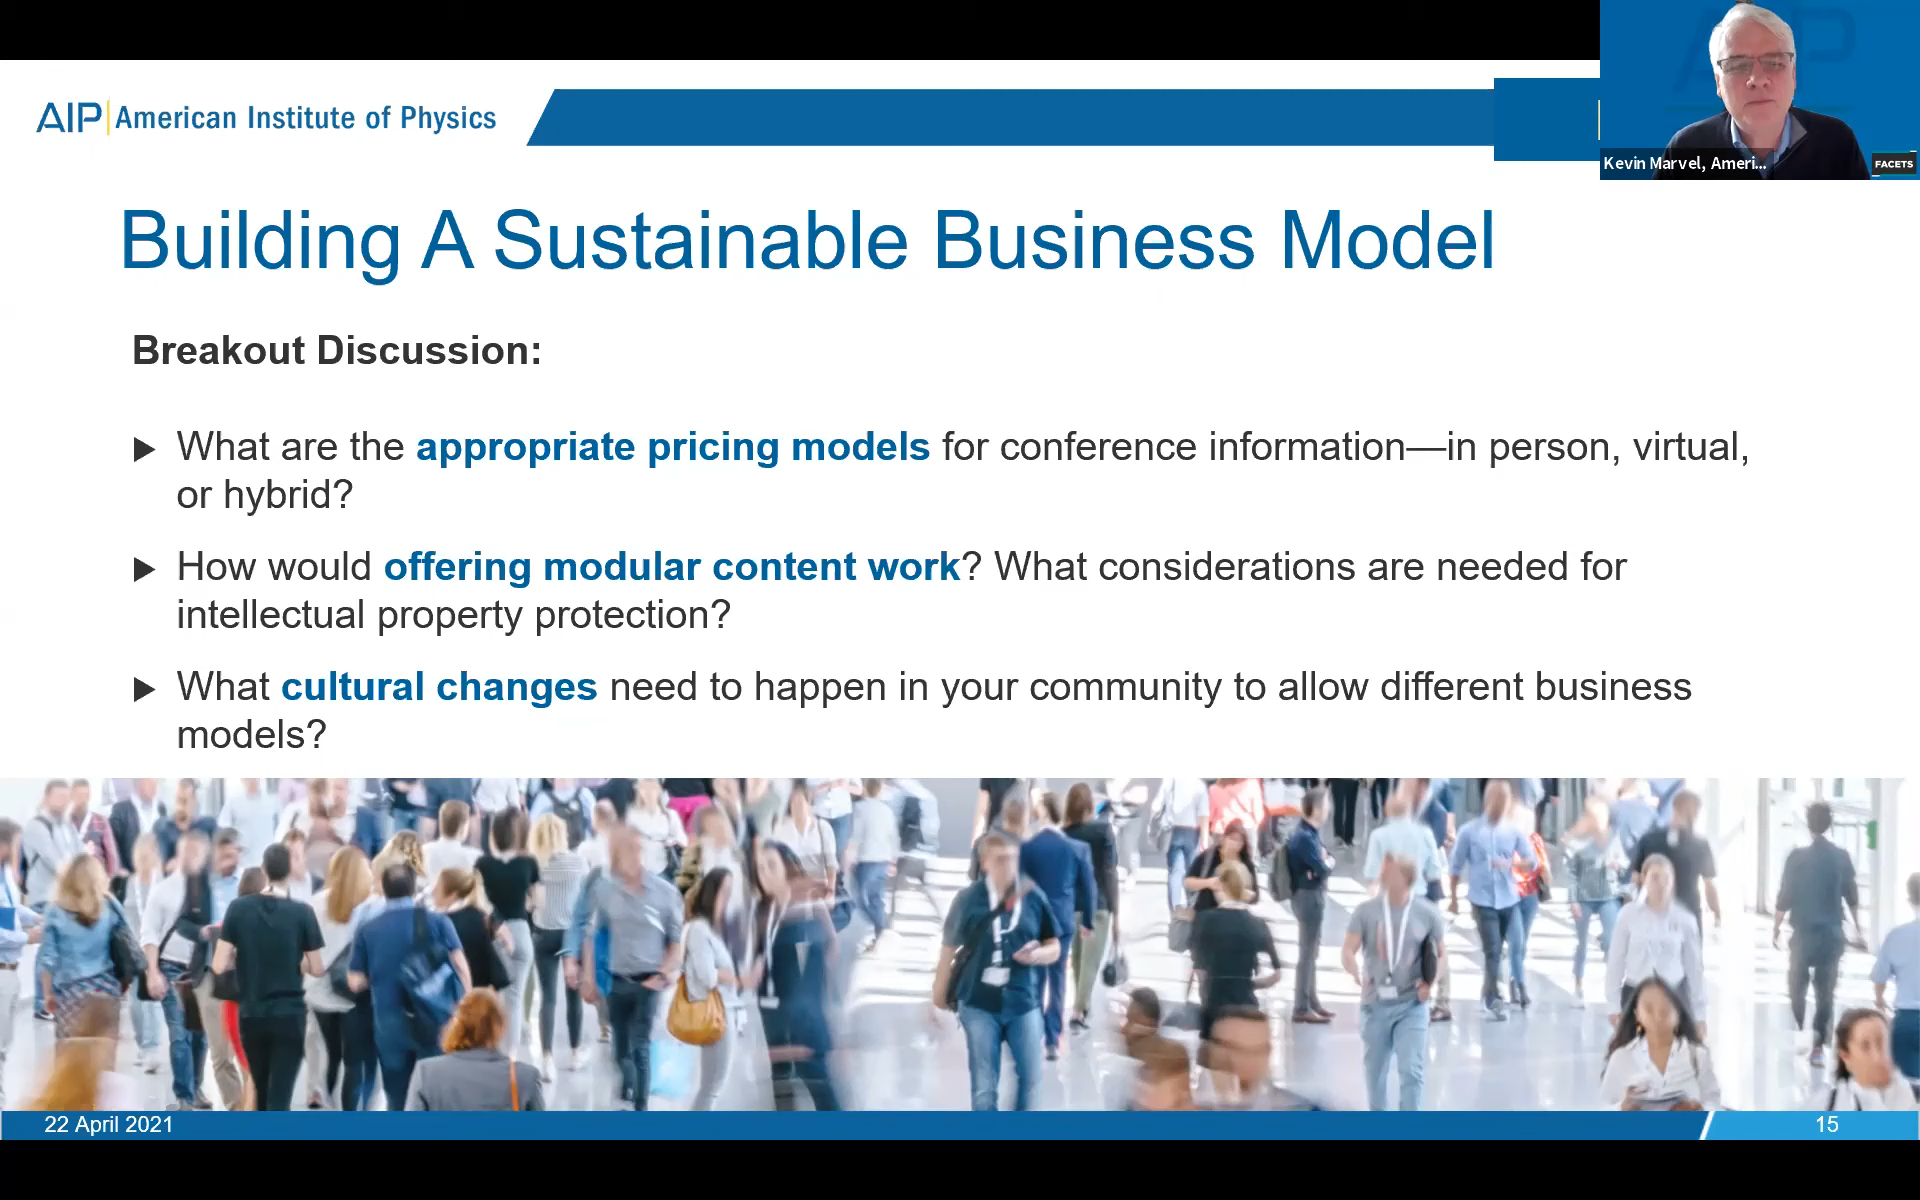 AIP American Institute of Physics
Kevin Marvel, Ameri...
FACETS
Building A Sustainable Business Model
Breakout Discussion:
What are the appropriate pricing models for conference information—in person, virtual,
or hybrid?
How would offering modular content work? What considerations are needed for
intellectual property protection?
What cultural changes need to happen in your community to allow different business
models?
22 April 2021
15